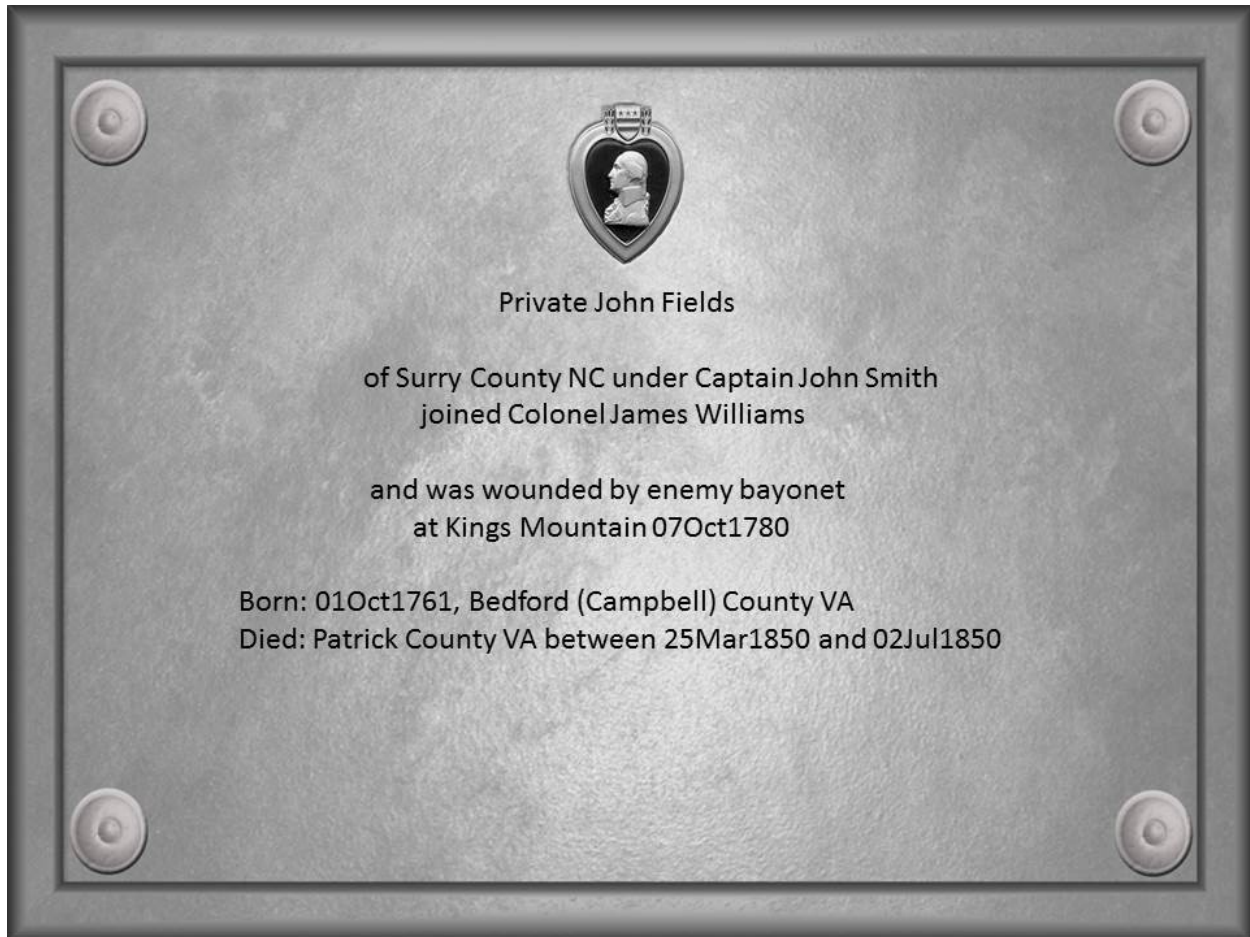 Private John Fields
of Surry County NC under Captain John Smith
joined Colonel James Williams
and was wounded by enemy bayonet
at Kings Mountain 07Oct1780
Born: 01Oct1761, Bedford (Campbell) County VA
Died: Patrick County VA between 25Mar1850 and 02Jul1850